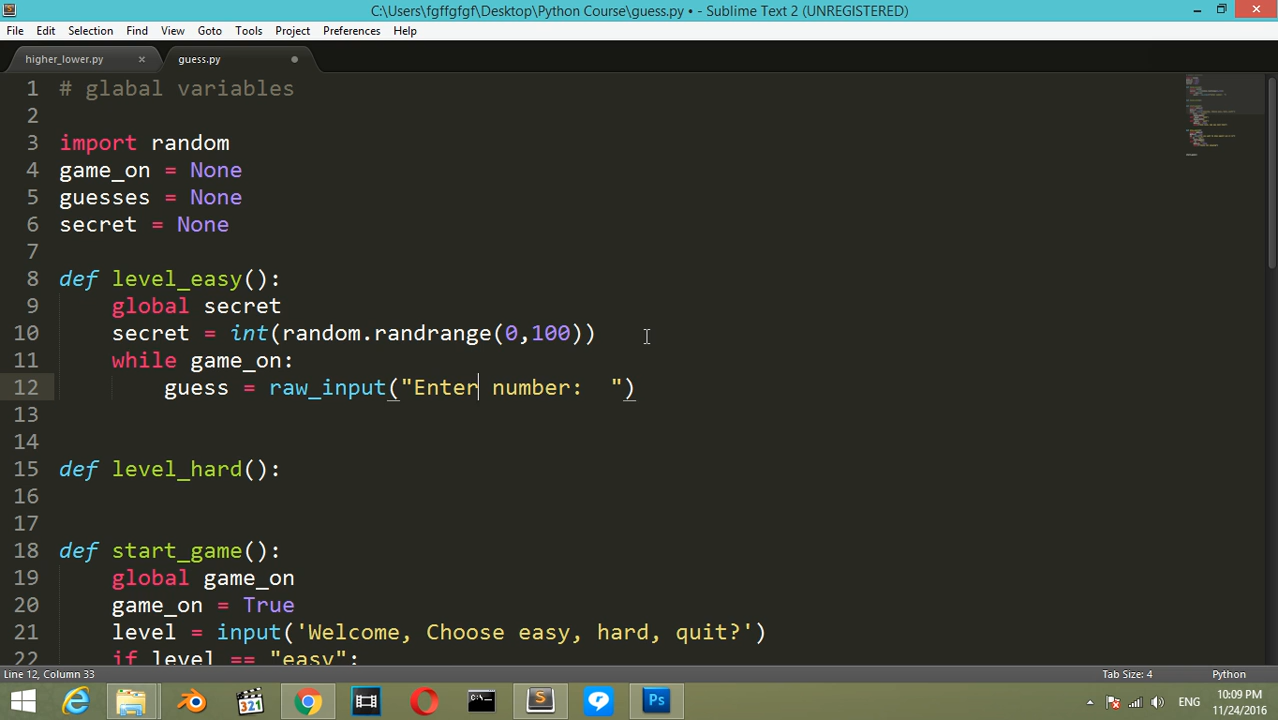 C:\Users\fgffgfgf\Desktop\Python Course\guess.py • - Sublime Text 2 (UNREGISTERED)
File Edit Selection Find View Goto Tools Project Preferences Help
higher_lower.py × guess.py
1 # glabal variables
2
3 import random
4 game_on = None
5 guesses = None
6 secret = None
7
8 def level_easy():
9 global secret
10 secret = int(random.randrange(0,100))
11 while game_on:
12 guess = raw_input("Enter number:  ")
13
14
15 def level_hard():
16
17
18 def start_game():
19 global game_on
20 game_on = True
21 level = input('Welcome, Choose easy, hard, quit?')
22 if level == "easy":
Line 12, Column 33 Tab Size: 4 Python
321 C:\ S Ps ENG 10:09 PM
11/24/2016